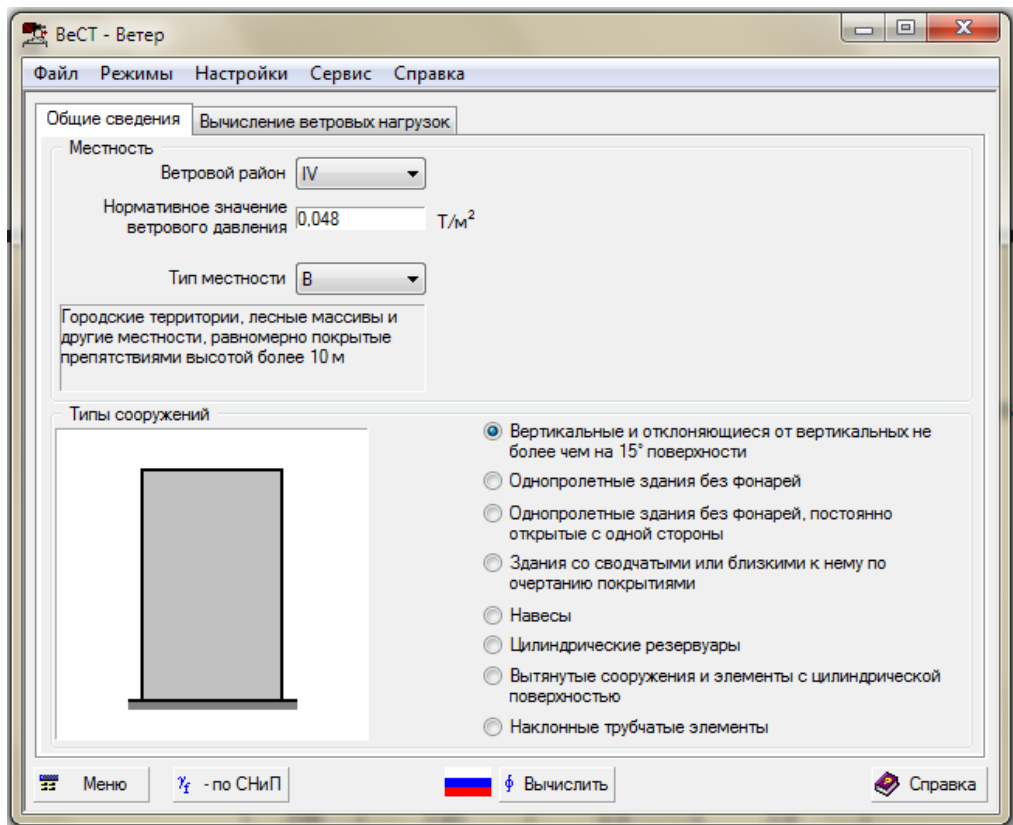 ВеСТ - Ветер
Файл Режимы Настройки Сервис Справка
Общие сведения Вычисление ветровых нагрузок
Местность
Ветровой район IV
Нормативное значение
ветрового давления 0,048 Т/м²
Тип местности В
Городские территории, лесные массивы и
другие местности, равномерно покрытые
препятствиями высотой более 10 м
Типы сооружений
Вертикальные и отклоняющиеся от вертикальных не
более чем на 15° поверхности
Однопролетные здания без фонарей
Однопролетные здания без фонарей, постоянно
открытые с одной стороны
Здания со сводчатыми или близкими к нему по
очертанию покрытиями
Навесы
Цилиндрические резервуары
Вытянутые сооружения и элементы с цилиндрической
поверхностью
Наклонные трубчатые элементы
Меню γf - по СНиП Вычислить Справка